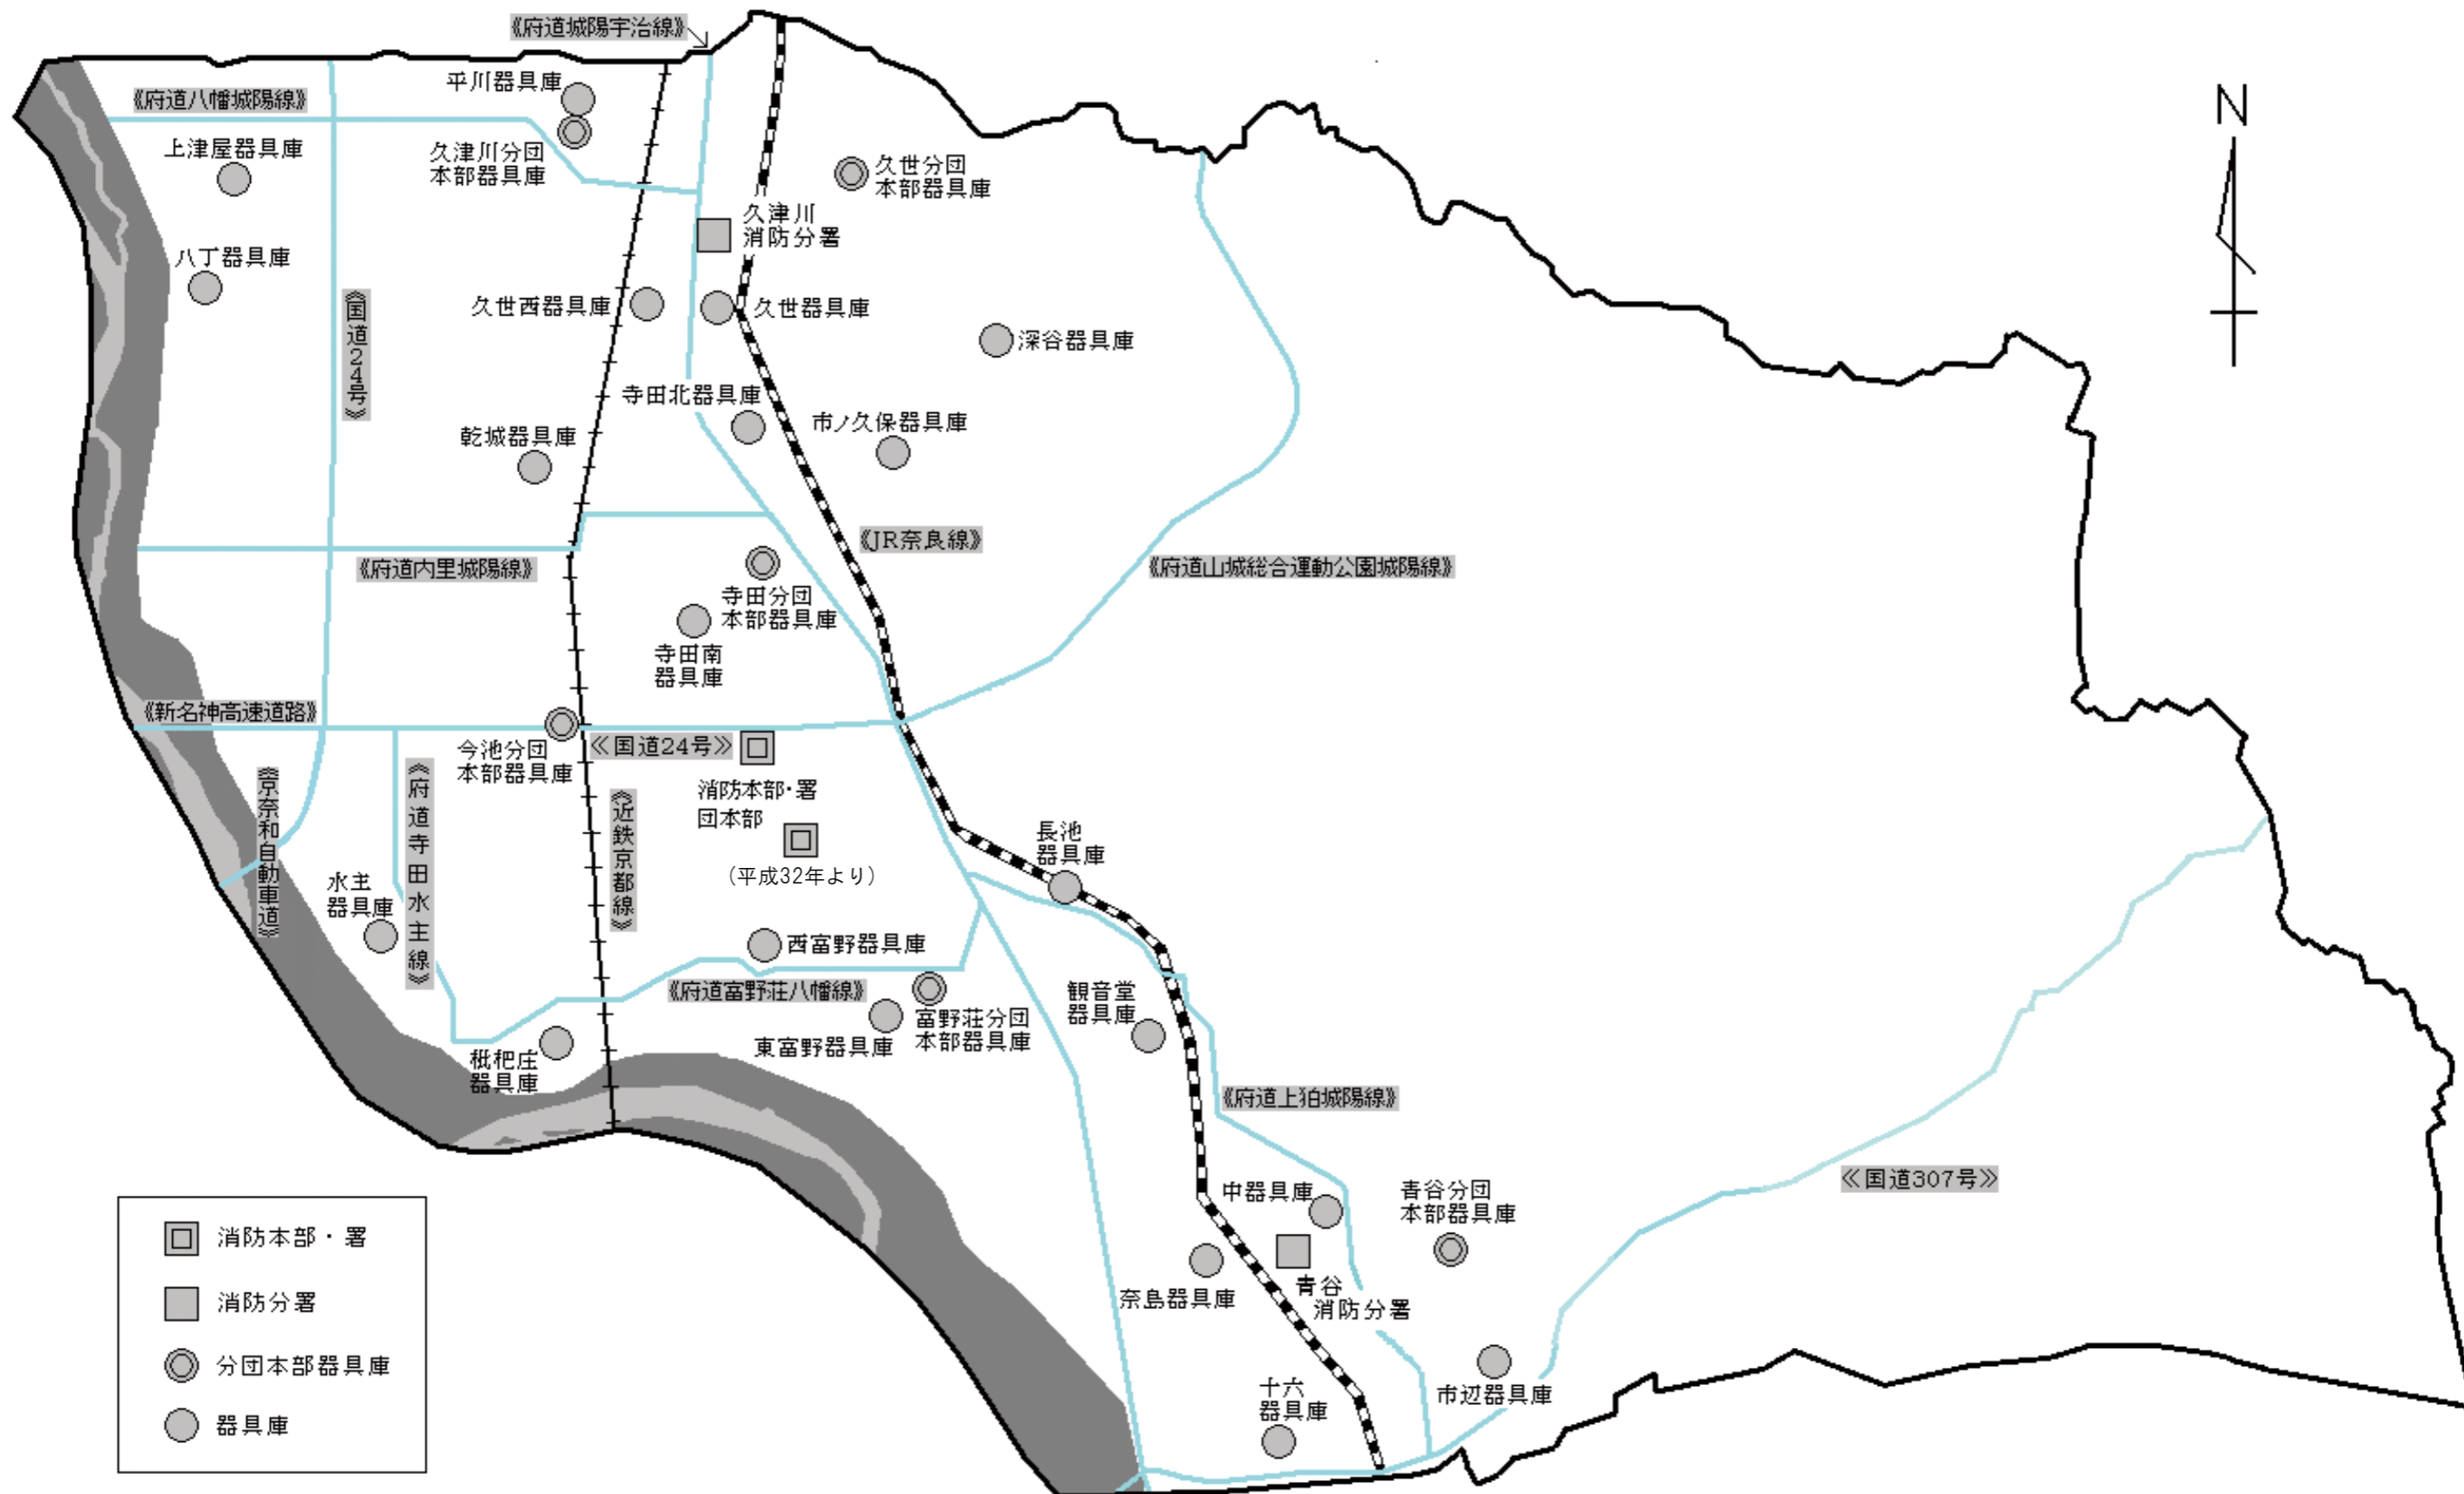 《府道城陽宇治線》
平川器具庫
《府道八幡城陽線》
上津屋器具庫
久津川分団
本部器具庫
久世分団
本部器具庫
N
久津川
消防分署
八丁器具庫
《国道24号》
久世西器具庫
久世器具庫
深谷器具庫
寺田北器具庫
市ノ久保器具庫
乾城器具庫
《JR奈良線》
《府道内里城陽線》
《府道山城総合運動公園城陽線》
寺田分団
本部器具庫
寺田南
器具庫
《新名神高速道路》
今池分団
本部器具庫
≪国道24号≫
消防本部・署
団本部
(平成32年より)
《京奈和自動車道》
《府道寺田水主線》
《近鉄京都線》
長池
器具庫
水主
器具庫
西富野器具庫
《府道富野荘八幡線》
観音堂
器具庫
富野荘分団
本部器具庫
東富野器具庫
枇杷庄
器具庫
《府道上狛城陽線》
≪国道307号≫
中器具庫
青谷分団
本部器具庫
奈島器具庫
青谷
消防分署
市辺器具庫
十六
器具庫
消防本部・署
消防分署
分団本部器具庫
器具庫